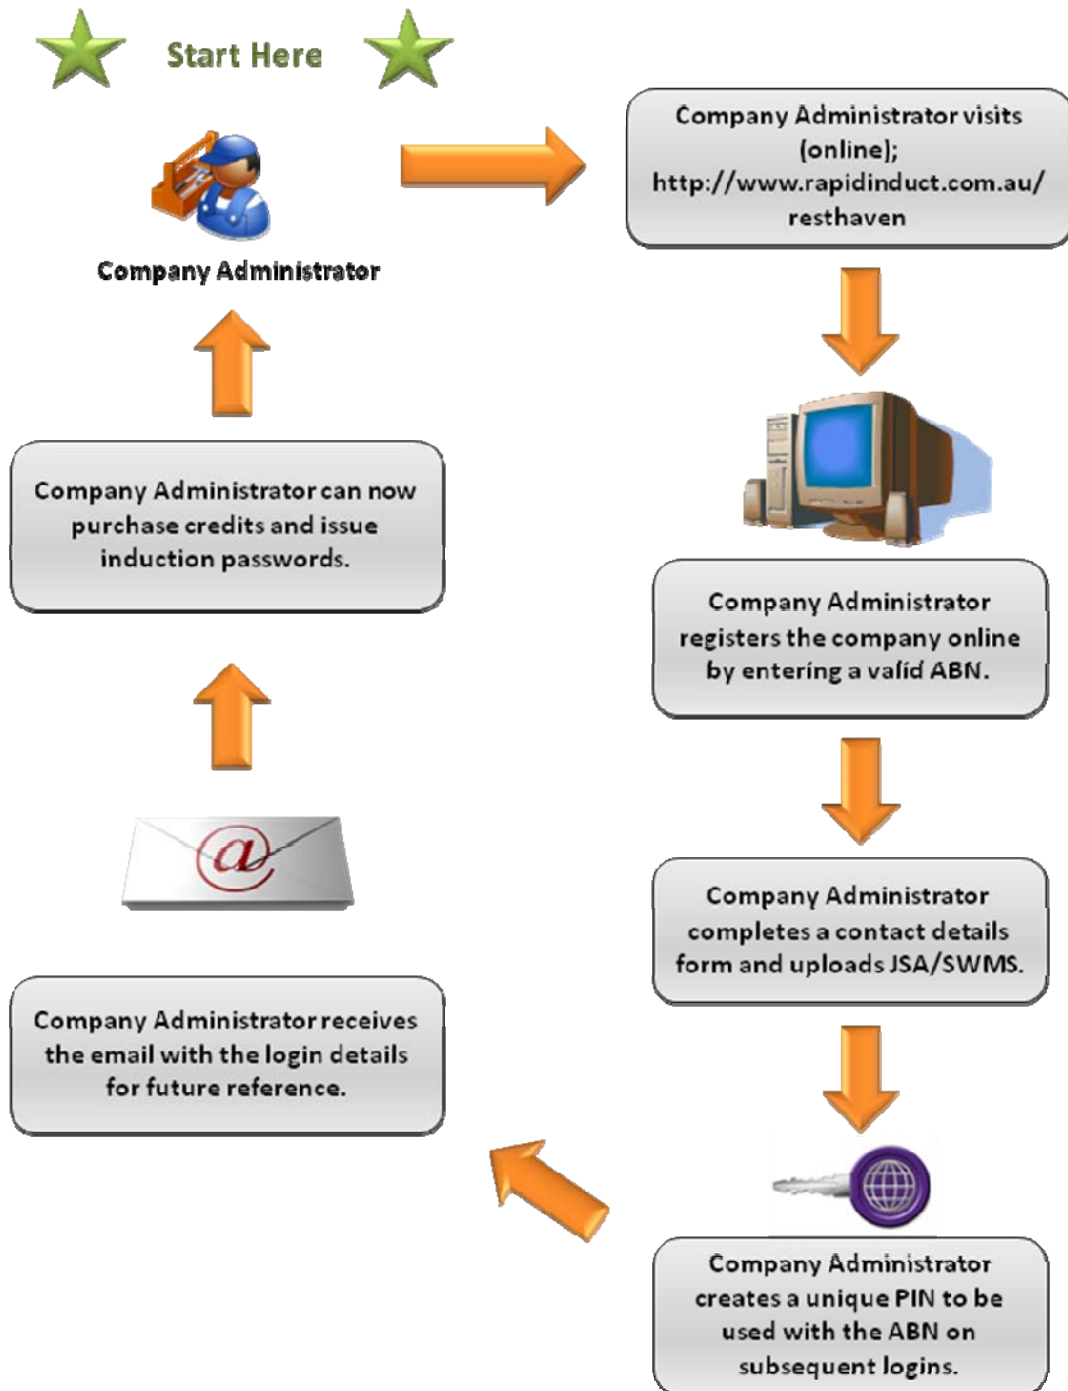 Start Here
Company Administrator
Company Administrator visits
(online);
http://www.rapidinduct.com.au/
resthaven
Company Administrator
registers the company online
by entering a valid ABN.
Company Administrator
completes a contact details
form and uploads JSA/SWMS.
Company Administrator
creates a unique PIN to be
used with the ABN on
subsequent logins.
Company Administrator receives
the email with the login details
for future reference.
@
Company Administrator can now
purchase credits and issue
induction passwords.